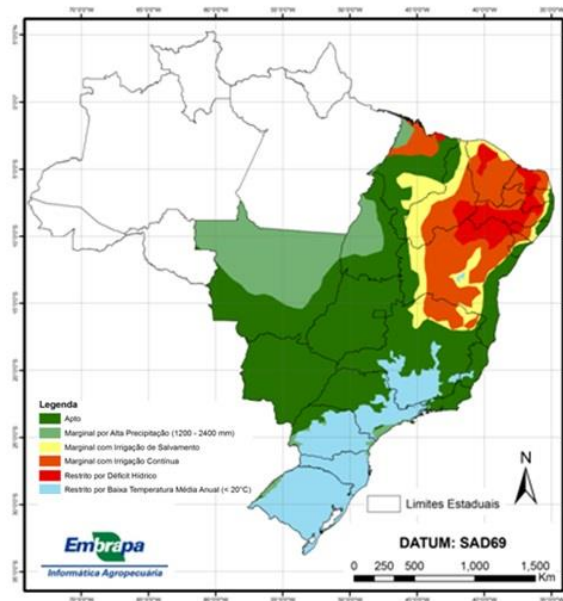 Legenda
Apto
Marginal por Alta Precipitação (1200 - 2400 mm)
Marginal com Irrigação de Salvamento
Marginal com Irrigação Contínua
Restrito por Déficit Hídrico
Restrito por Baixa Temperatura Média Anual (< 20°C)
N
Limites Estaduais
Embrapa
Informática Agropecuária
DATUM: SAD69
0 250 500 1,000 1,500
Km